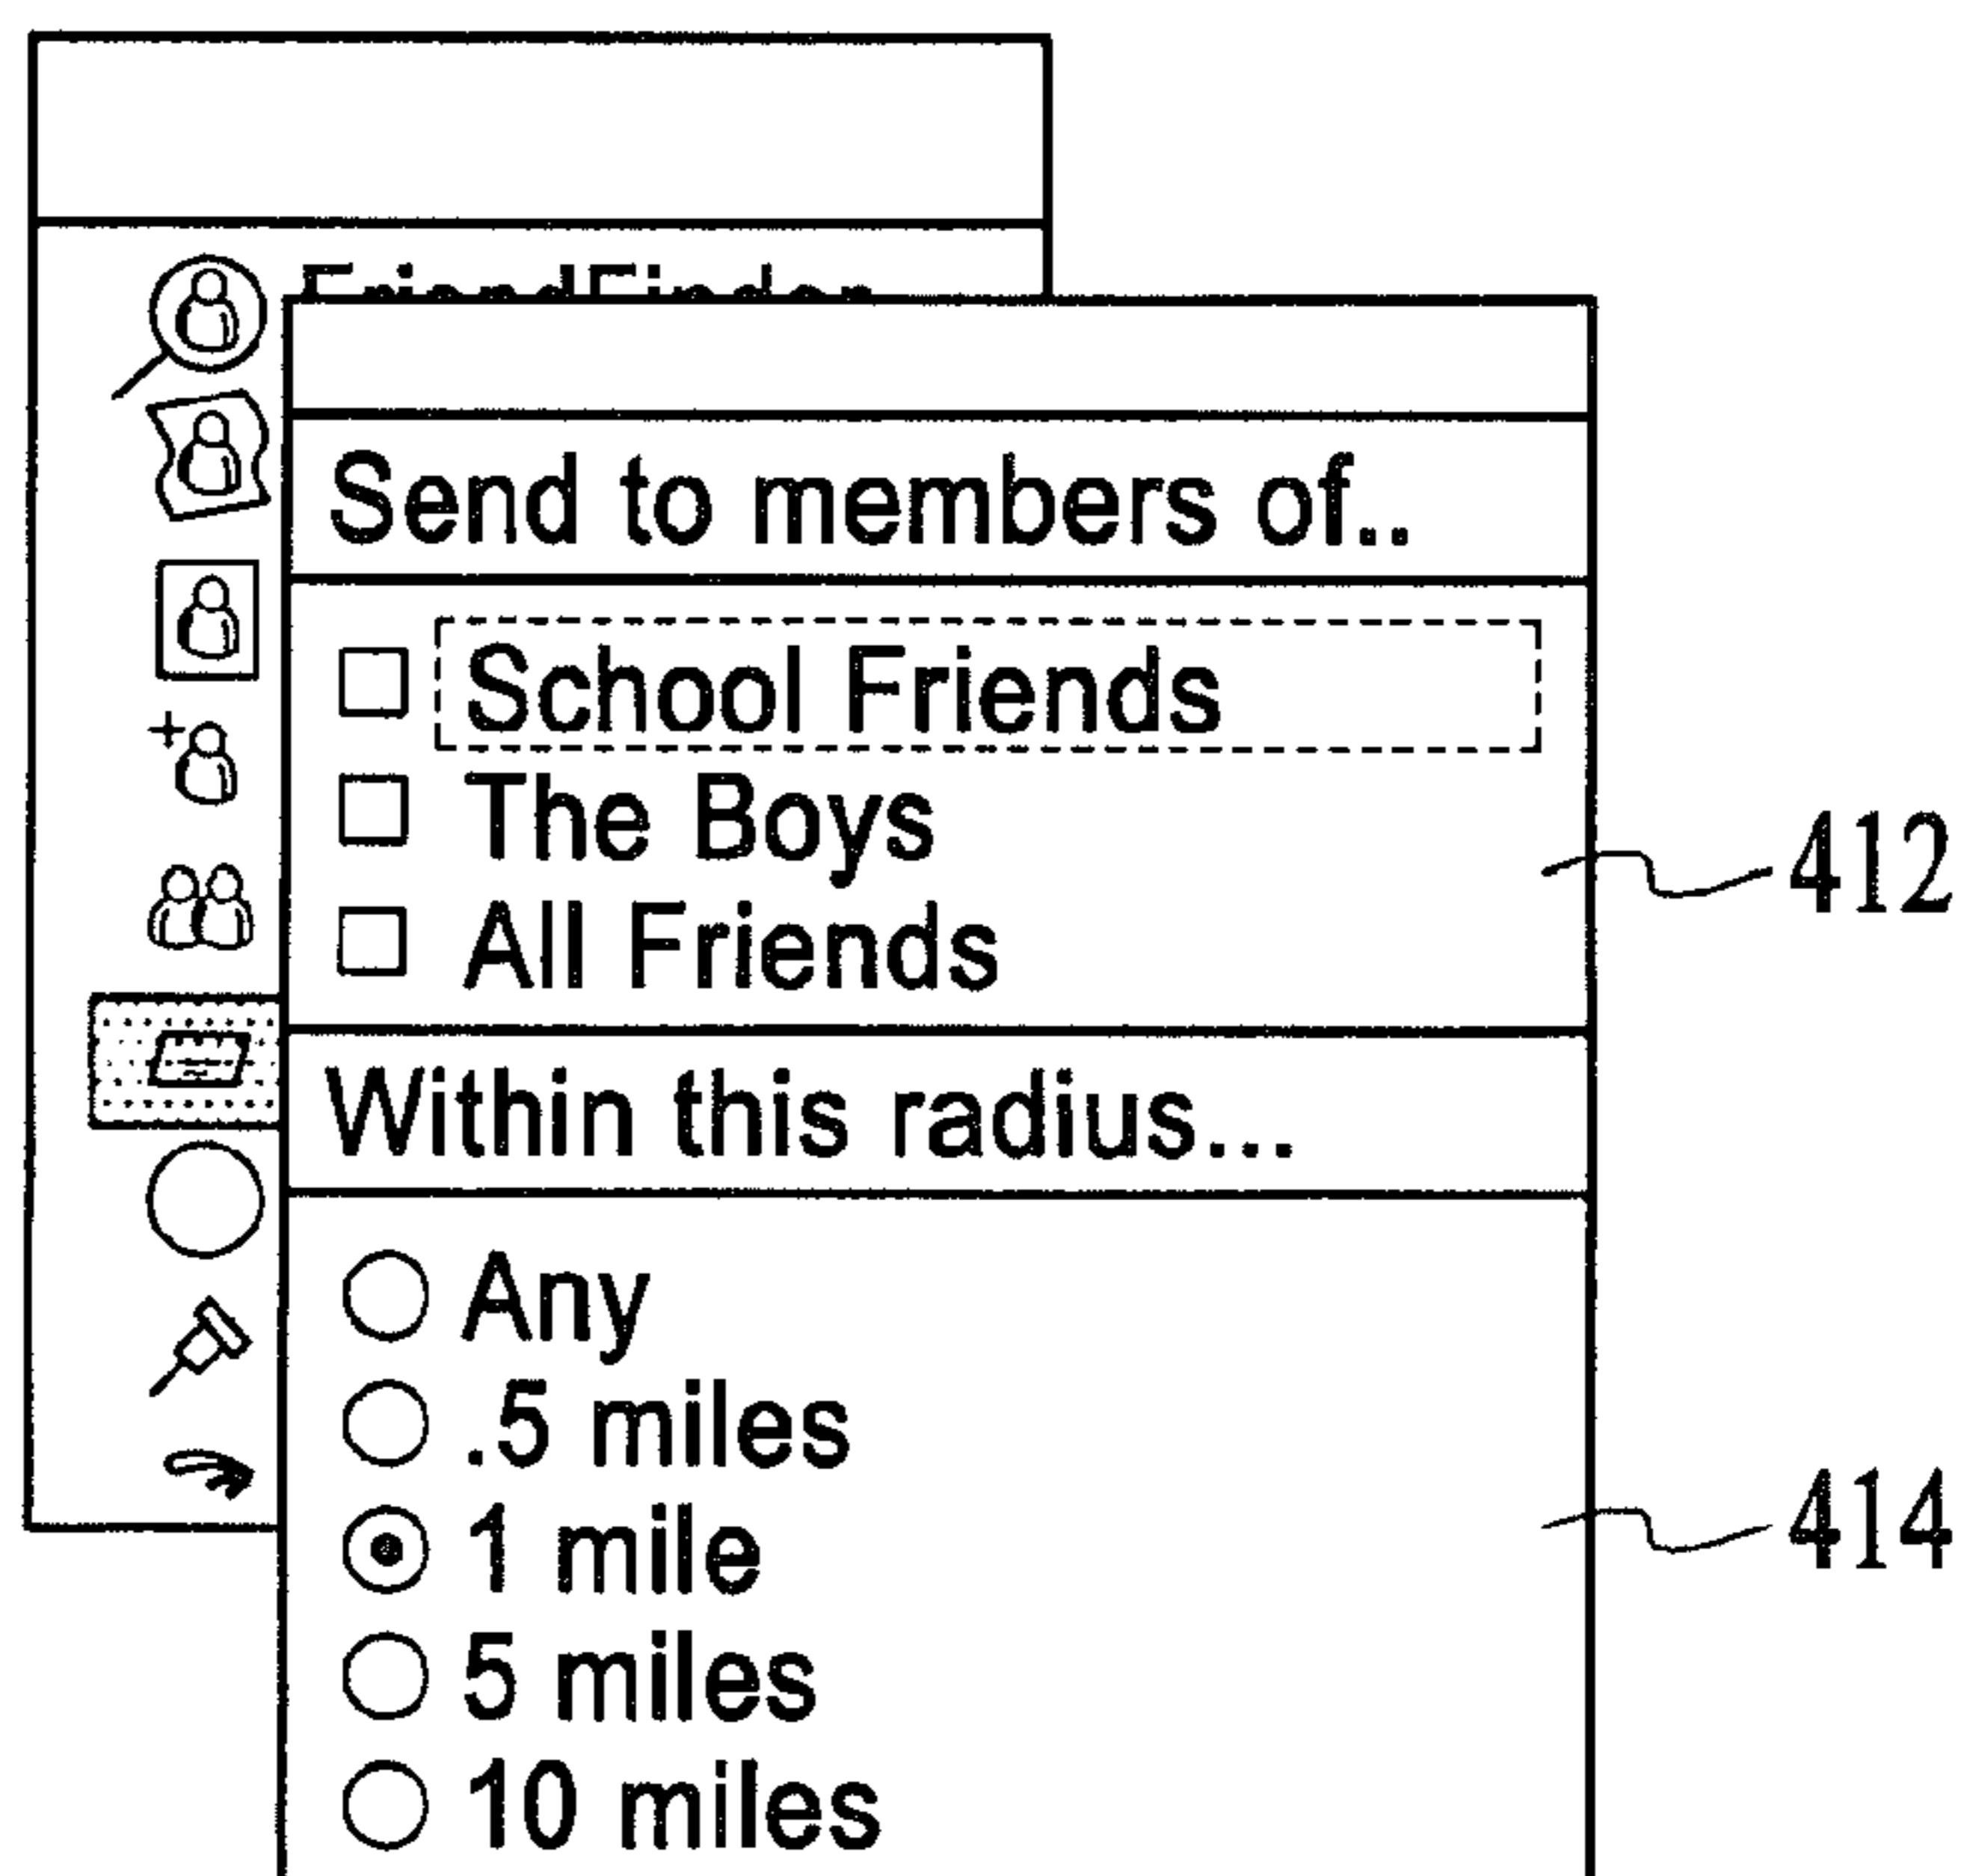 FriendFinder
Send to members of..
School Friends
The Boys
All Friends
412
Within this radius...
Any
.5 miles
1 mile
5 miles
10 miles
414